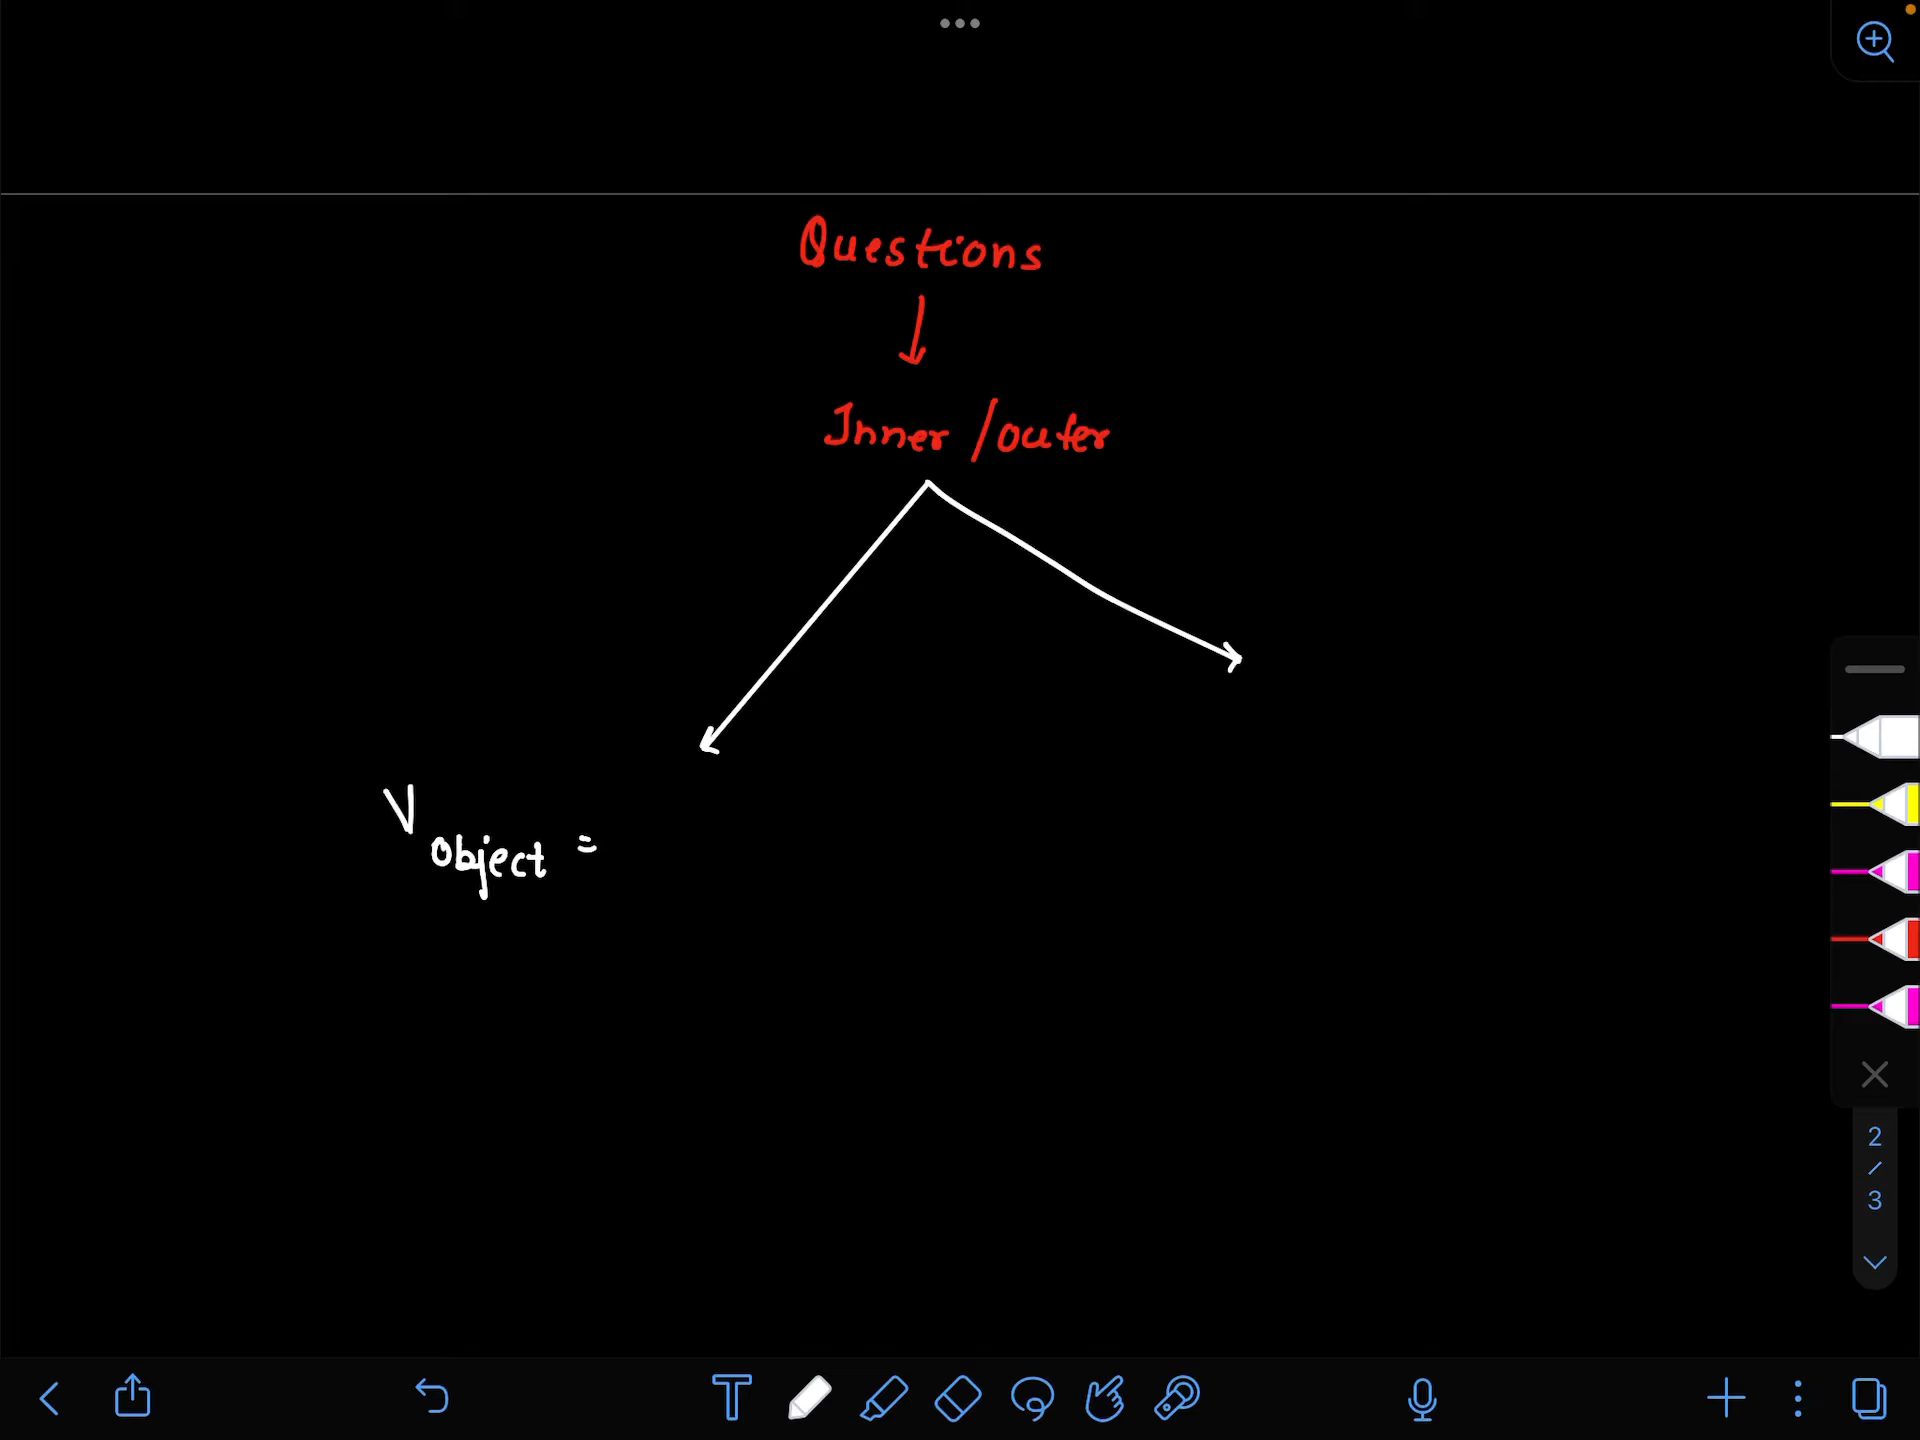 Questions
Inner/outer
V object =
2
/
3